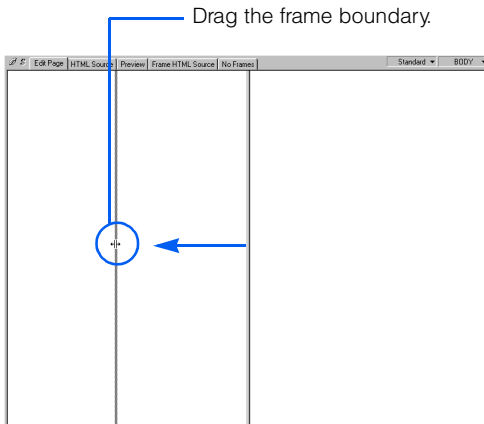 Drag the frame boundary.
Edit Page HTML Source Preview Frame HTML Source No Frames Standard BODY